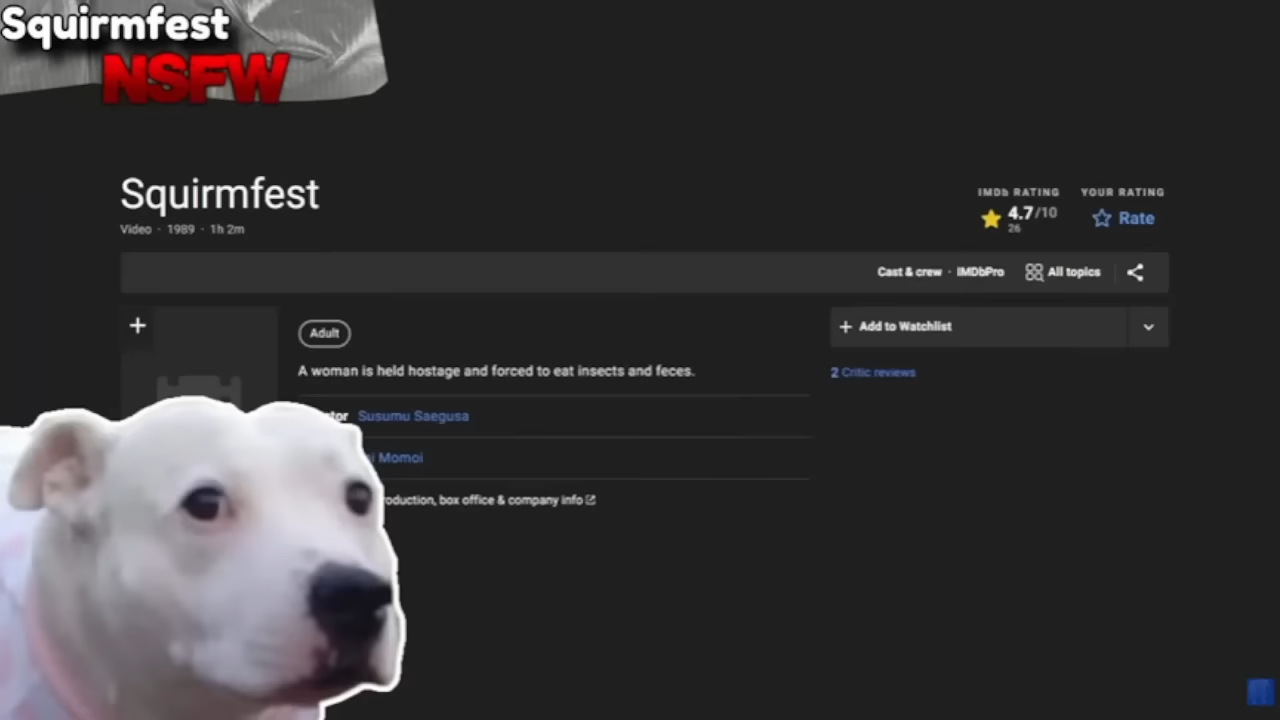 Squirmfest
NSFW
Squirmfest
Video · 1989 · 1h 2m
IMDb RATING
4.7/10
26
YOUR RATING
Rate
Cast & crew · IMDbPro
All topics
Adult
A woman is held hostage and forced to eat insects and feces.
Susumu Saegusa
Momoi
box office & company info
+ Add to Watchlist
2 Critic reviews